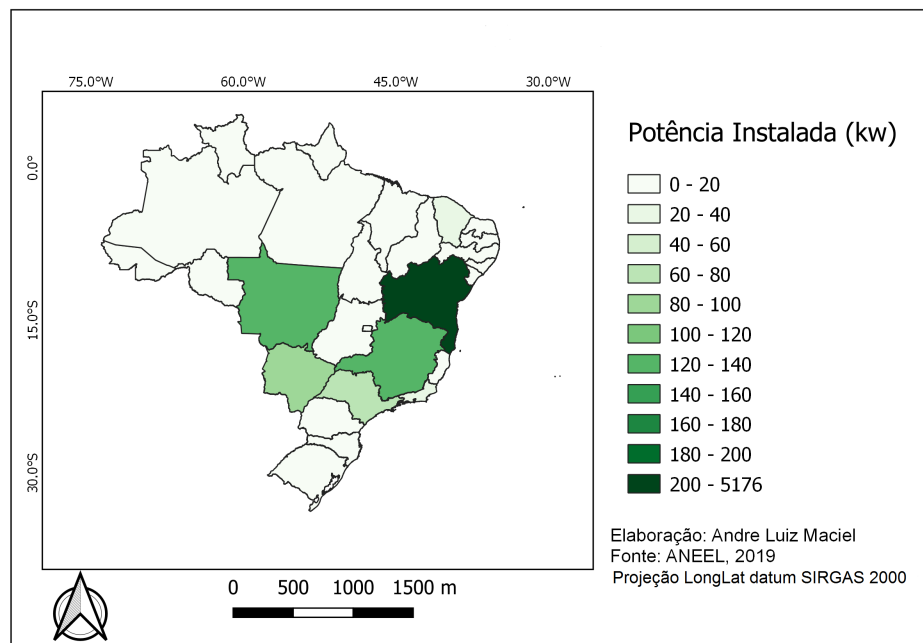 75.0°W 60.0°W 45.0°W 30.0°W
0.0°
15.0°S
30.0°S
Potência Instalada (kw)
0 - 20
20 - 40
40 - 60
60 - 80
80 - 100
100 - 120
120 - 140
140 - 160
160 - 180
180 - 200
200 - 5176
Elaboração: Andre Luiz Maciel
Fonte: ANEEL, 2019
Projeção LongLat datum SIRGAS 2000
0 500 1000 1500 m